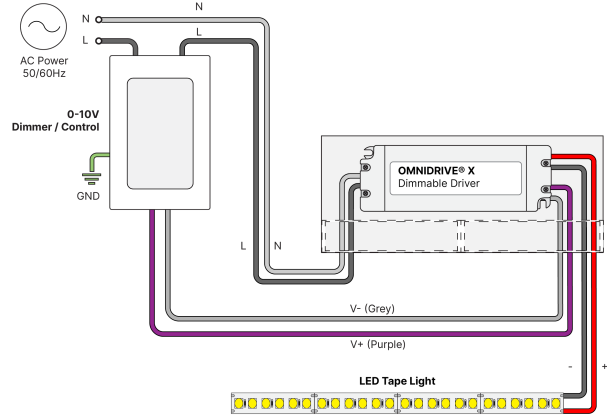 N
N
L
L
AC Power
50/60Hz
0-10V
Dimmer / Control
GND
OMNIDRIVE® X
Dimmable Driver
L
N
V- (Grey)
V+ (Purple)
-
+
LED Tape Light